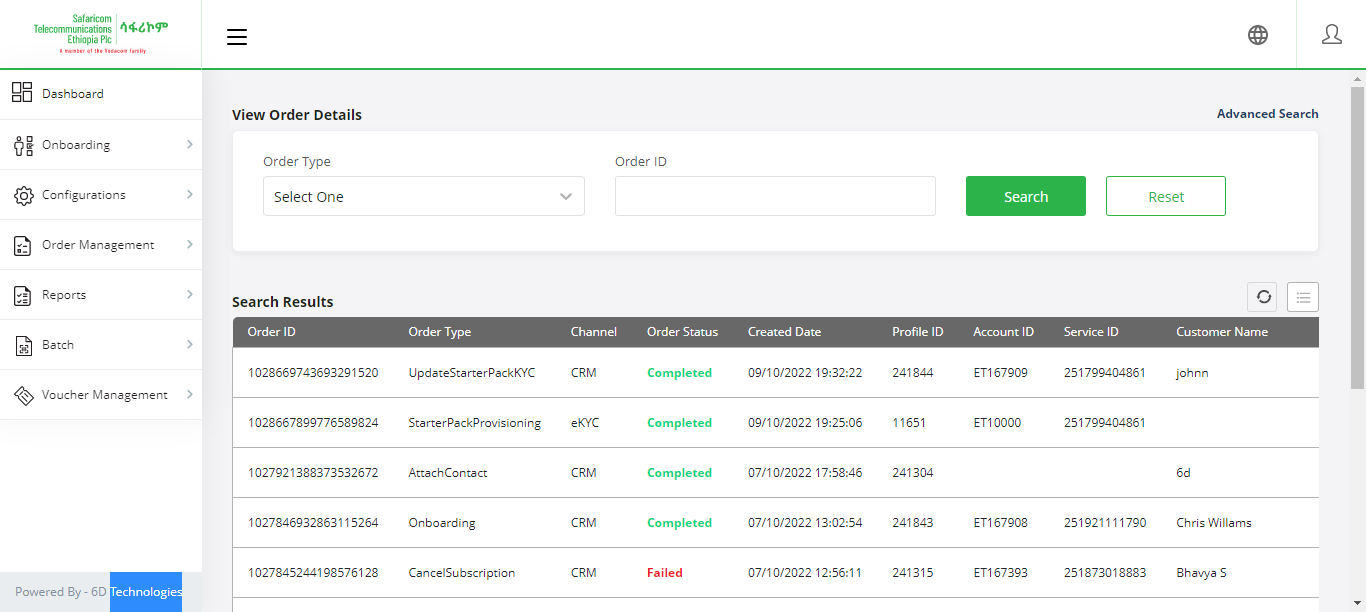 Safaricom
Telecommunications
Ethiopia Plc
ሳፋሪኮም
A member of the Vodacom family
Dashboard
Onboarding
Configurations
Order Management
Reports
Batch
Voucher Management
Powered By - 6D Technologies
View Order Details
Advanced Search
Order Type
Order ID
Select One
Search
Reset
Search Results
Order ID Order Type Channel Order Status Created Date Profile ID Account ID Service ID Customer Name
1028669743693291520 UpdateStarterPackKYC CRM Completed 09/10/2022 19:32:22 241844 ET167909 251799404861 johnn
1028667899776589824 StarterPackProvisioning eKYC Completed 09/10/2022 19:25:06 11651 ET10000 251799404861
1027921388373532672 AttachContact CRM Completed 07/10/2022 17:58:46 241304 6d
1027846932863115264 Onboarding CRM Completed 07/10/2022 13:02:54 241843 ET167908 251921111790 Chris Willams
1027845244198576128 CancelSubscription CRM Failed 07/10/2022 12:56:11 241315 ET167393 251873018883 Bhavya S